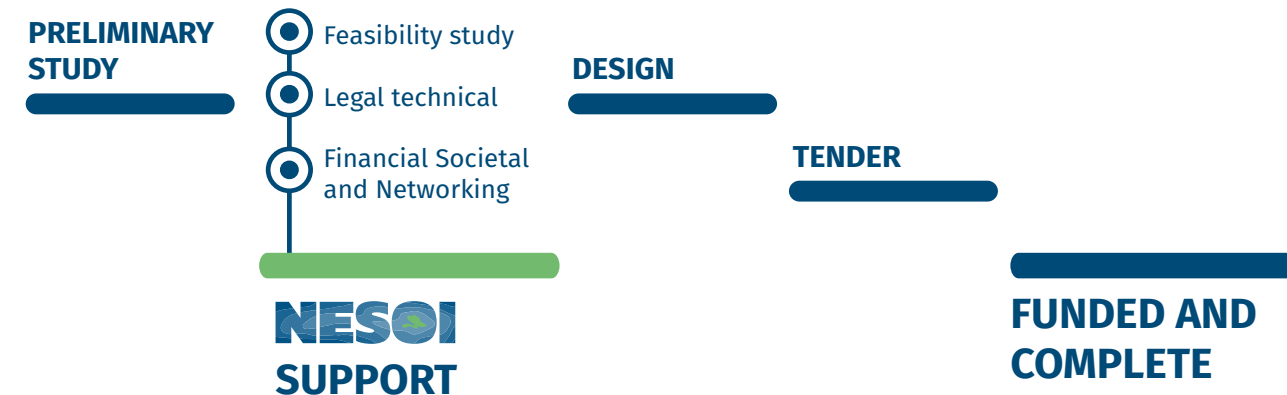 PRELIMINARY
STUDY
Feasibility study
Legal technical
Financial Societal
and Networking
NESOI
SUPPORT
DESIGN
TENDER
FUNDED AND
COMPLETE